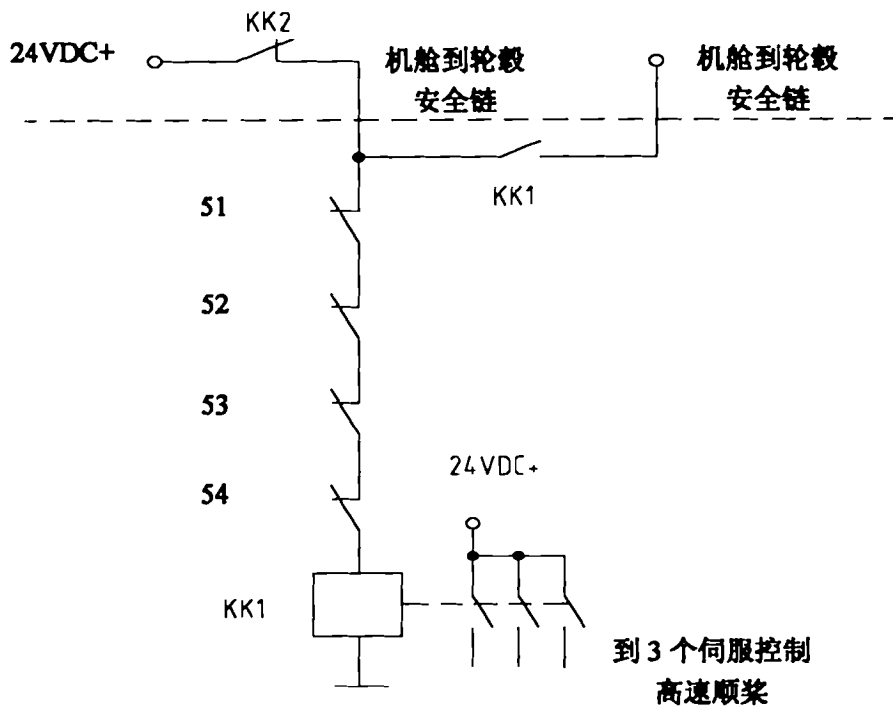 KK2
24VDC+
机舱到轮毂
安全链
机舱到轮毂
安全链
KK1
51
52
53
54
24VDC+
KK1
到 3 个伺服控制
高速顺桨